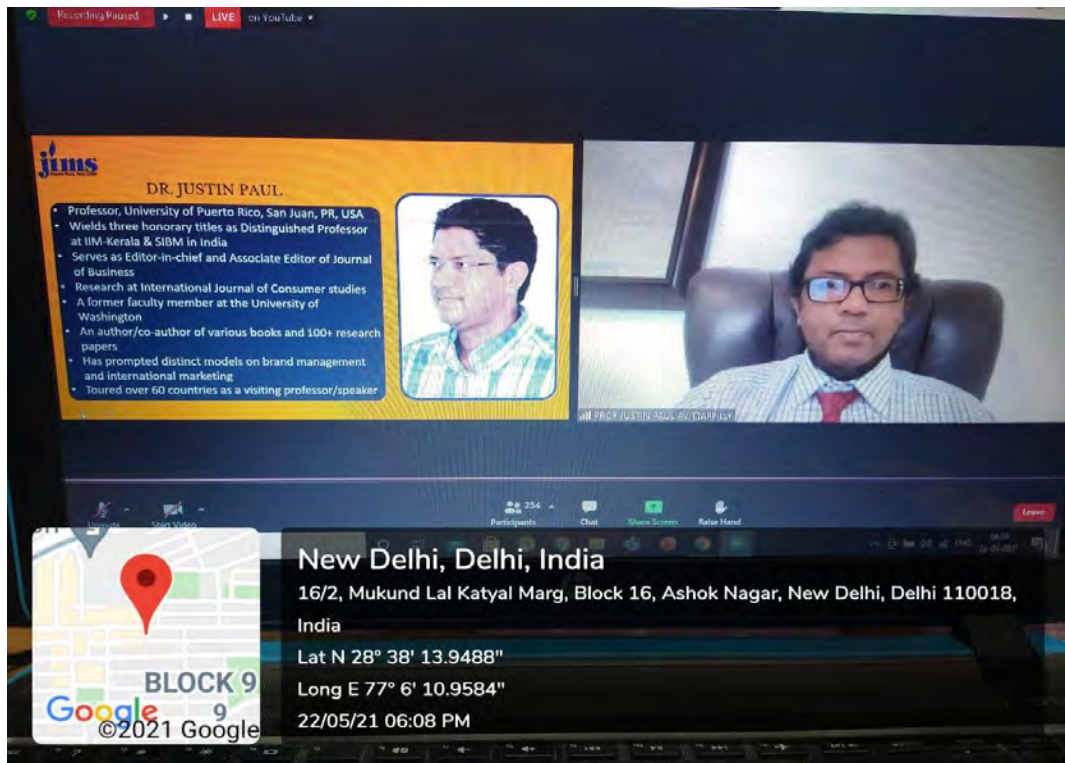 Recording Paused
LIVE
on YouTube
jims
DR. JUSTIN PAUL
• Professor, University of Puerto Rico, San Juan, PR, USA
• Wields three honorary titles as Distinguished Professor
at IIM-Kerala & SIBM in India
• Serves as Editor-in-chief and Associate Editor of Journal
of Business
• Research at International Journal of Consumer studies
• A former faculty member at the University of
Washington
• An author/co-author of various books and 100+ research
papers
• Has prompted distinct models on brand management
and international marketing
• Toured over 60 countries as a visiting professor/speaker
PROF JUSTIN PAUL AVITTAPPILLY
Unmute
Start Video
254
Participants
Chat
Share Screen
Raise Hand
Leave
BLOCK 9
9
Google
©2021 Google
New Delhi, Delhi, India
16/2, Mukund Lal Katyal Marg, Block 16, Ashok Nagar, New Delhi, Delhi 110018,
India
Lat N 28° 38' 13.9488"
Long E 77° 6' 10.9584"
22/05/21 06:08 PM